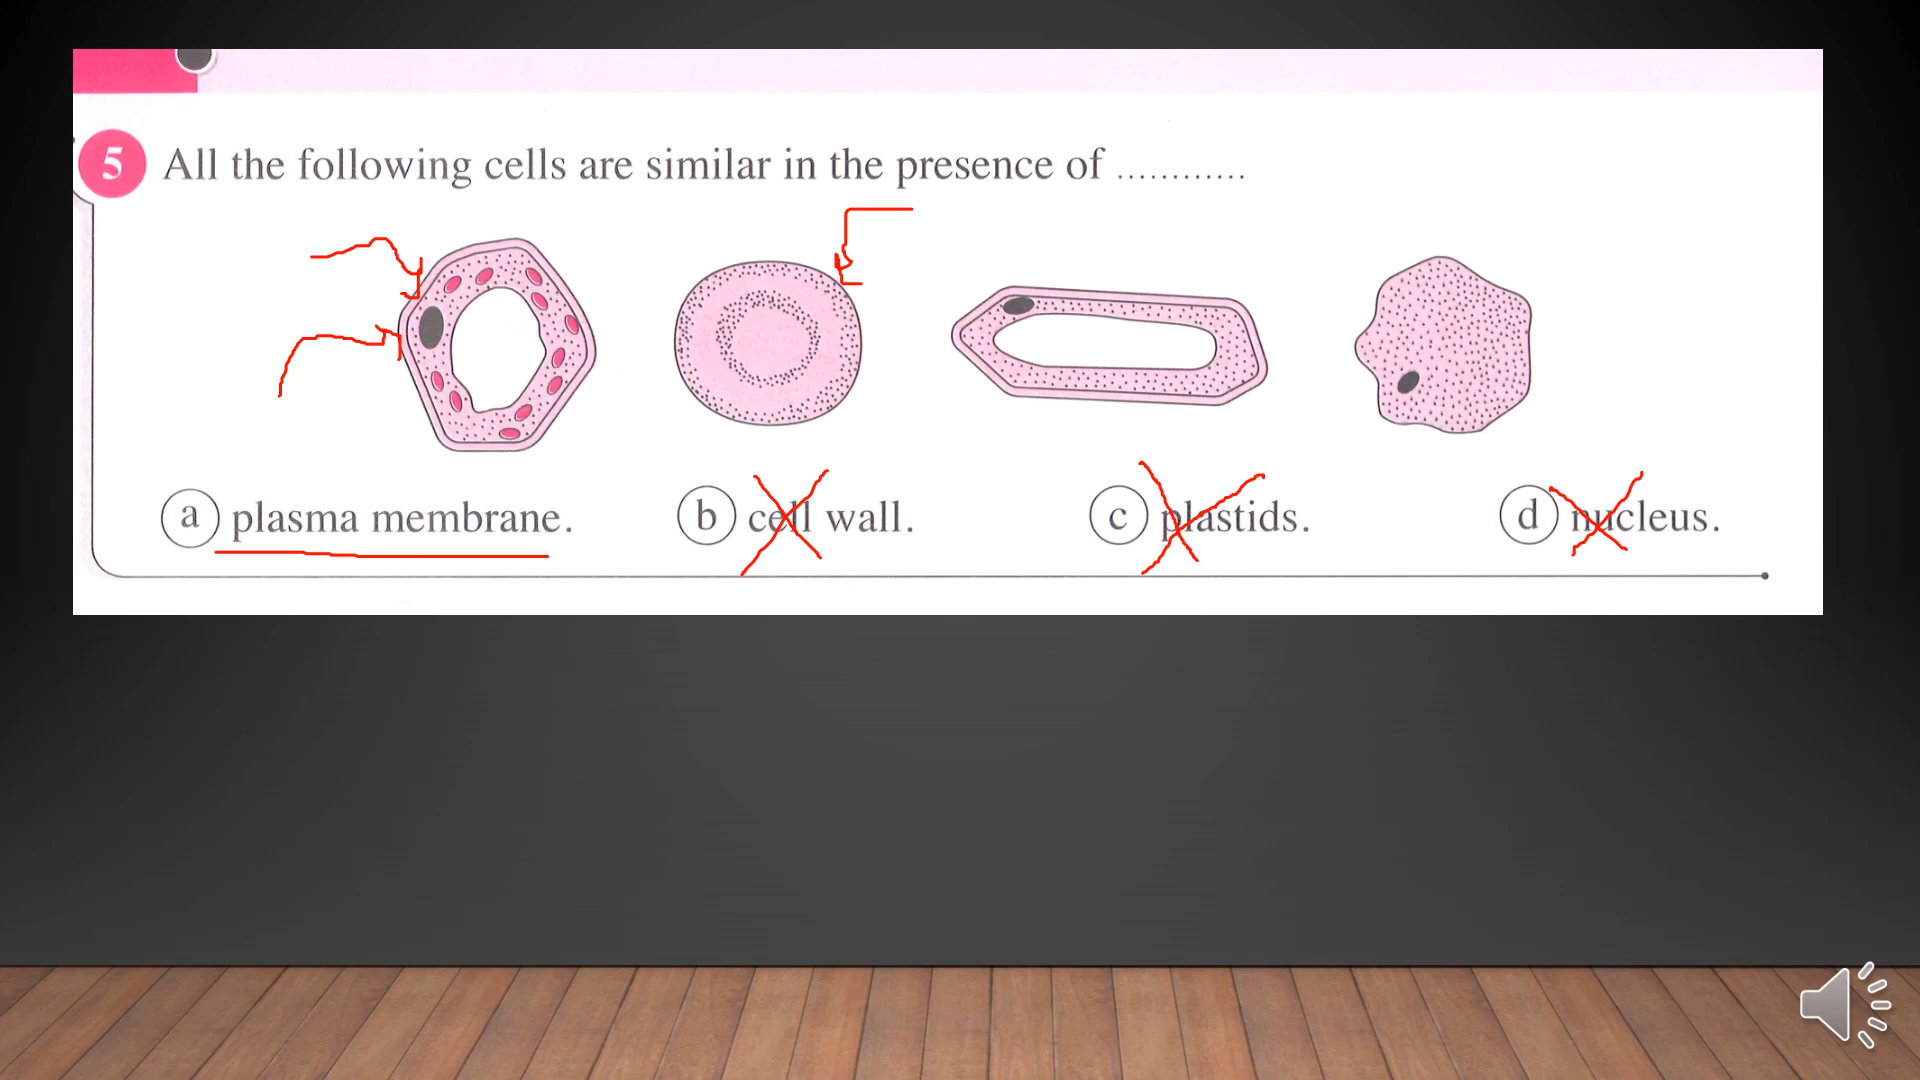 5 All the following cells are similar in the presence of ............
a plasma membrane. b cell wall. c plastids. d nucleus.